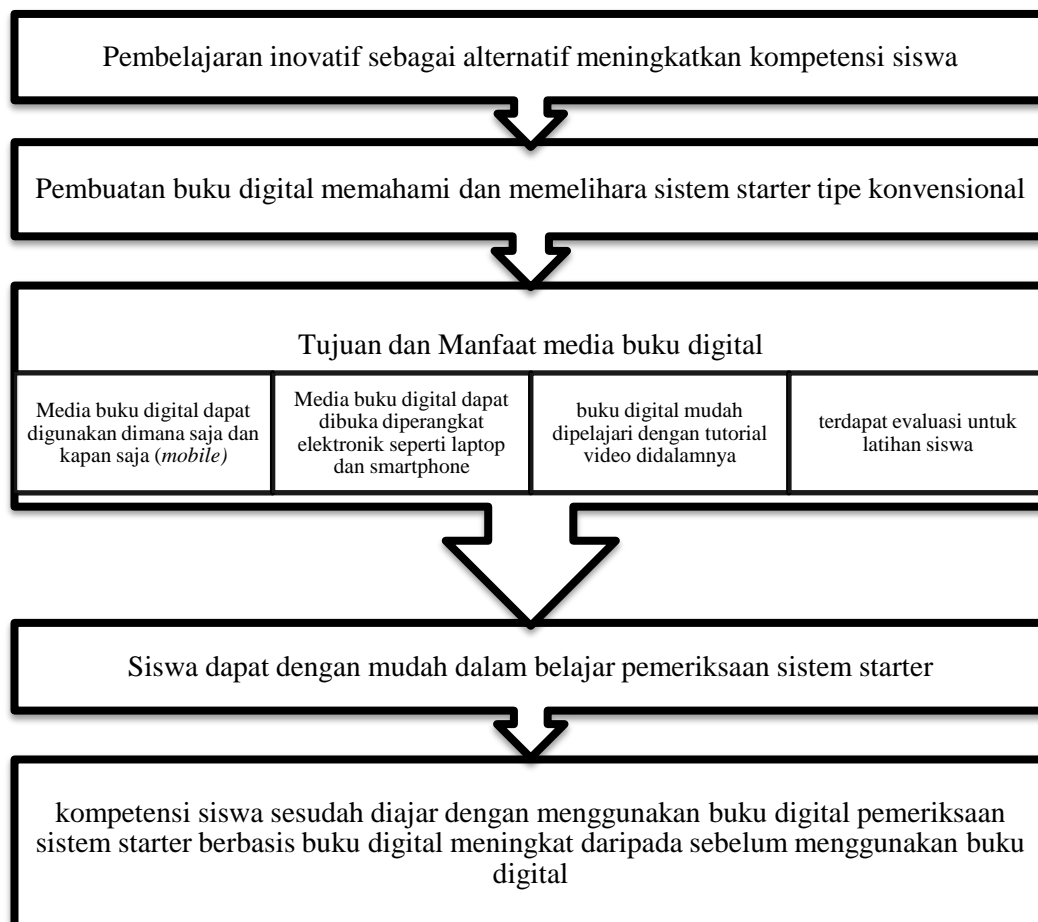 Pembelajaran inovatif sebagai alternatif meningkatkan kompetensi siswa
Pembuatan buku digital memahami dan memelihara sistem starter tipe konvensional
Tujuan dan Manfaat media buku digital
Media buku digital dapat
digunakan dimana saja dan
kapan saja (mobile)
Media buku digital dapat
dibuka diperangkat
elektronik seperti laptop
dan smartphone
buku digital mudah
dipelajari dengan tutorial
video didalamnya
terdapat evaluasi untuk
latihan siswa
Siswa dapat dengan mudah dalam belajar pemeriksaan sistem starter
kompetensi siswa sesudah diajar dengan menggunakan buku digital pemeriksaan
sistem starter berbasis buku digital meningkat daripada sebelum menggunakan buku
digital